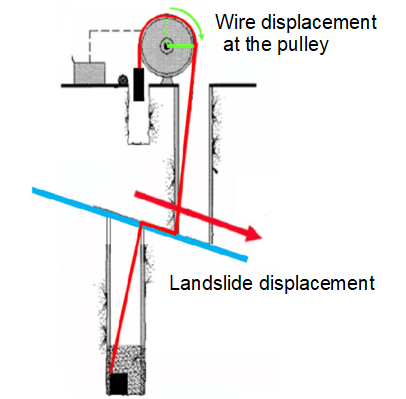 Wire displacement
at the pulley
Landslide displacement